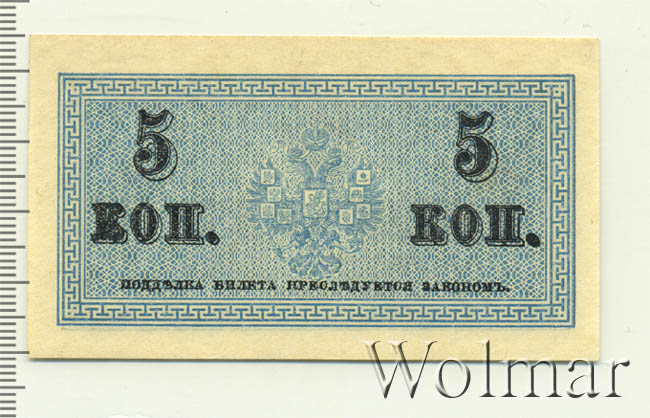 5 5
КОП. КОП.
ПОДДѢЛКА БИЛЕТА ПРЕСЛѢДУЕТСЯ ЗАКОНОМЪ.
Wolmar